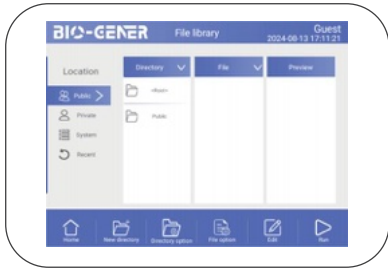 BIO-GENER File library Guest
2024-08-13 17:11:21
Location Directory File Preview
Public
Private Public
System
Recent
Home New directory Directory option File option Edit Run